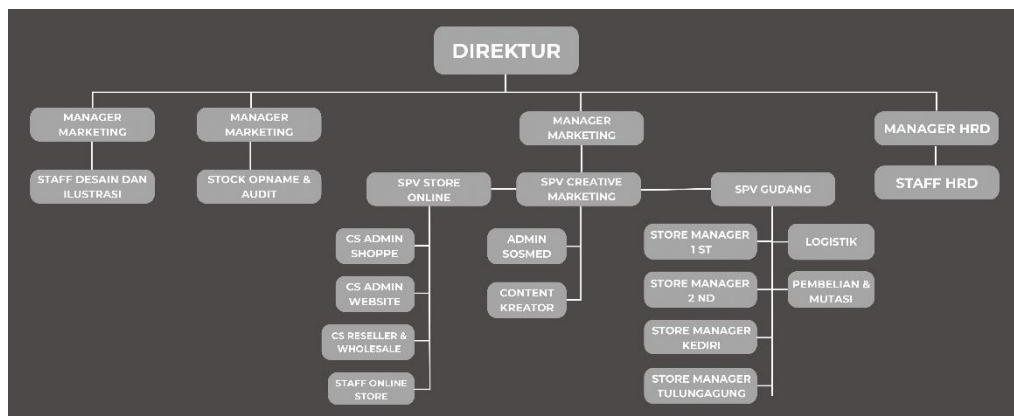 DIREKTUR
MANAGER
MARKETING
MANAGER
MARKETING
MANAGER
MARKETING
MANAGER HRD
STAFF DESAIN DAN
ILUSTRASI
STOCK OPNAME &
AUDIT
SPV STORE
ONLINE
SPV CREATIVE
MARKETING
SPV GUDANG
STAFF HRD
CS ADMIN
SHOPPE
CS ADMIN
WEBSITE
CS RESELLER &
WHOLESALE
STAFF ONLINE
STORE
ADMIN
SOSMED
CONTENT
KREATOR
STORE MANAGER
1 ST
STORE MANAGER
2 ND
STORE MANAGER
KEDIRI
STORE MANAGER
TULUNGAGUNG
LOGISTIK
PEMBELIAN &
MUTASI